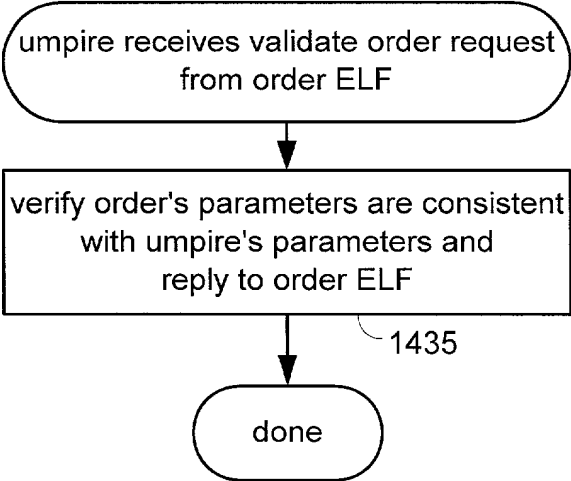 umpire receives validate order request
from order ELF
verify order's parameters are consistent
with umpire's parameters and
reply to order ELF
1435
done